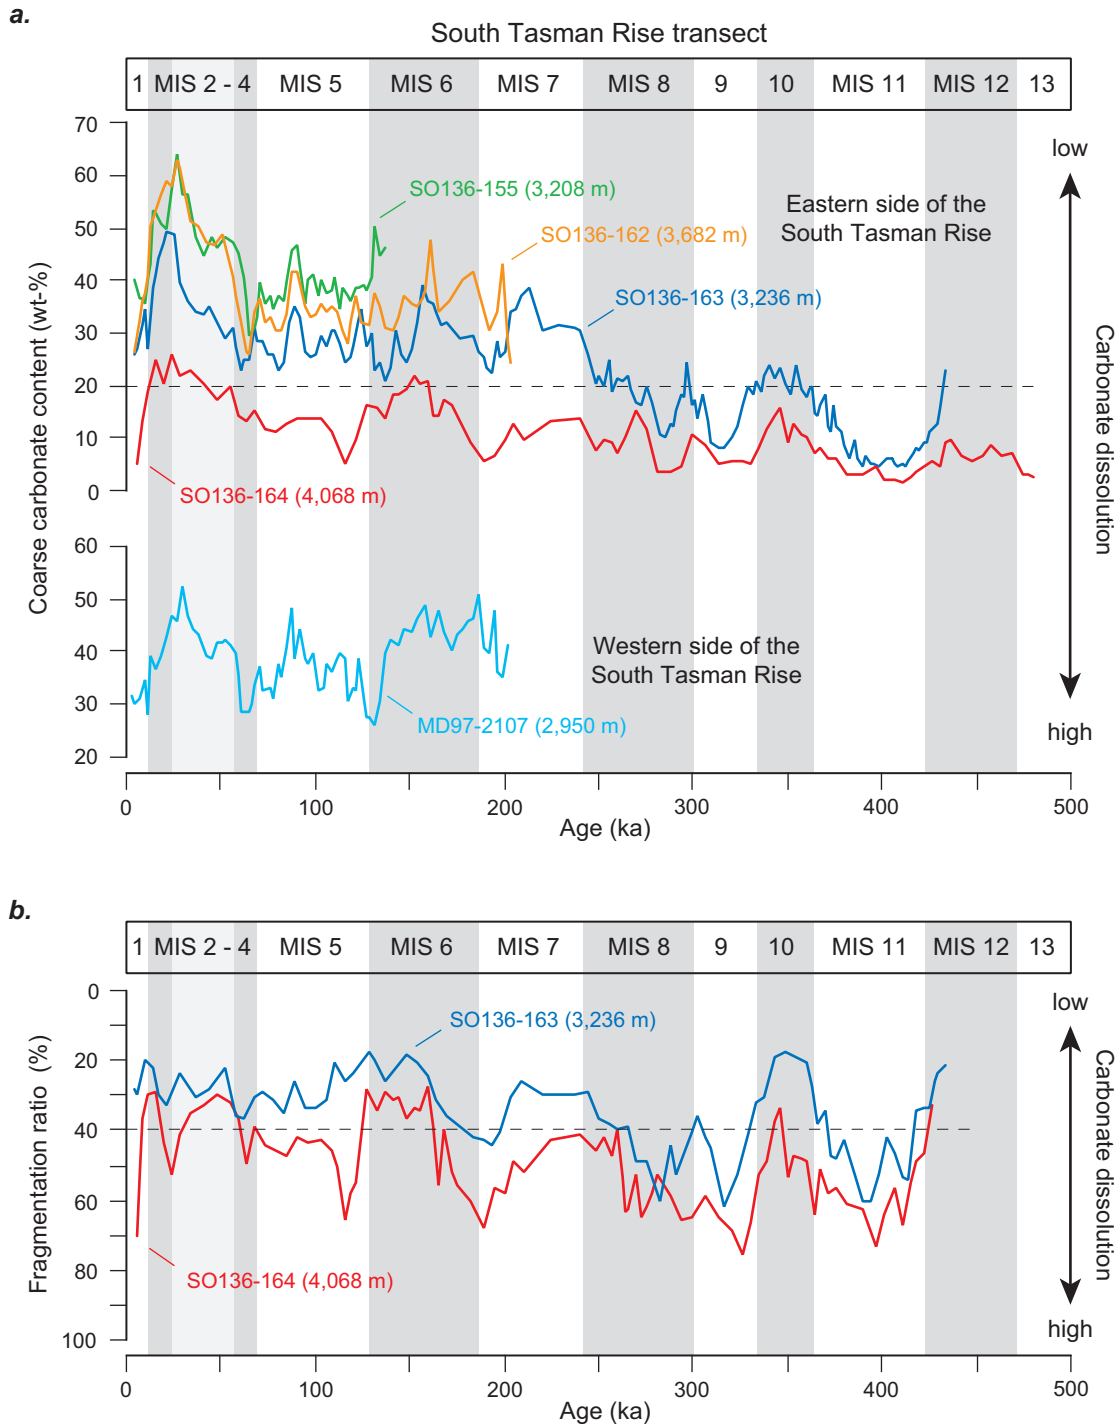 a.
South Tasman Rise transect
1 MIS 2 - 4 MIS 5 MIS 6 MIS 7 MIS 8 9 10 MIS 11 MIS 12 13
70
60
50
40
30
20
10
0
Coarse carbonate content (wt-%)
SO136-155 (3,208 m)
SO136-162 (3,682 m)
SO136-163 (3,236 m)
SO136-164 (4,068 m)
Eastern side of the
South Tasman Rise
low
Carbonate dissolution
high
60
50
40
30
20
MD97-2107 (2,950 m)
Western side of the
South Tasman Rise
0 100 200 300 400 500
Age (ka)
b.
1 MIS 2 - 4 MIS 5 MIS 6 MIS 7 MIS 8 9 10 MIS 11 MIS 12 13
0
20
40
60
80
100
Fragmentation ratio (%)
SO136-163 (3,236 m)
SO136-164 (4,068 m)
low
Carbonate dissolution
high
0 100 200 300 400 500
Age (ka)